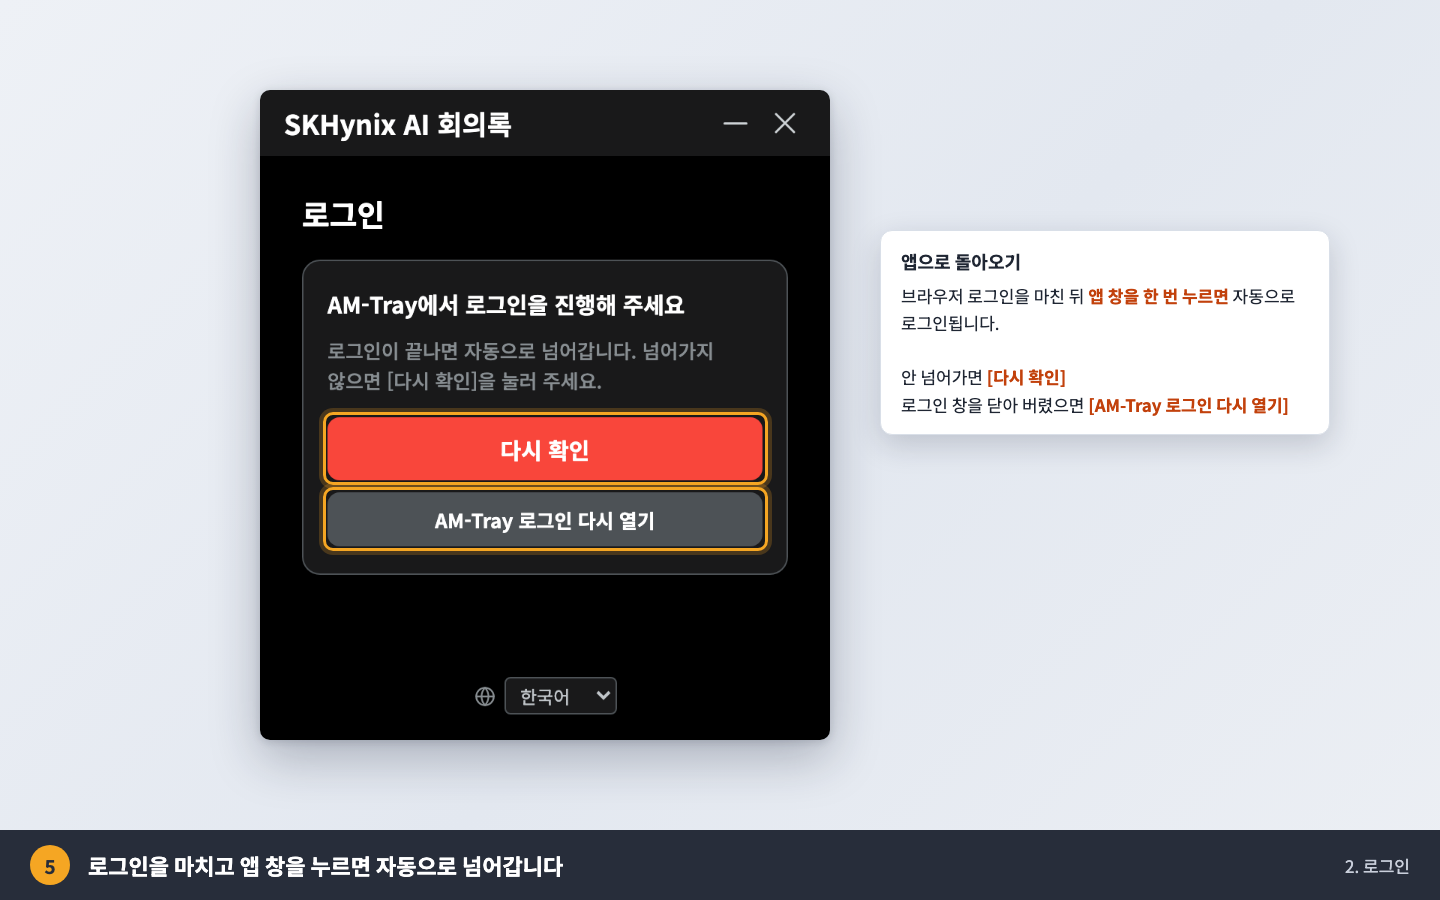 SKHynix AI 회의록
로그인
AM-Tray에서 로그인을 진행해 주세요
로그인이 끝나면 자동으로 넘어갑니다. 넘어가지
않으면 [다시 확인]을 눌러 주세요.
다시 확인
AM-Tray 로그인 다시 열기
한국어
앱으로 돌아오기
브라우저 로그인을 마친 뒤 앱 창을 한 번 누르면 자동으로
로그인됩니다.
안 넘어가면 [다시 확인]
로그인 창을 닫아 버렸으면 [AM-Tray 로그인 다시 열기]
5 로그인을 마치고 앱 창을 누르면 자동으로 넘어갑니다
2. 로그인